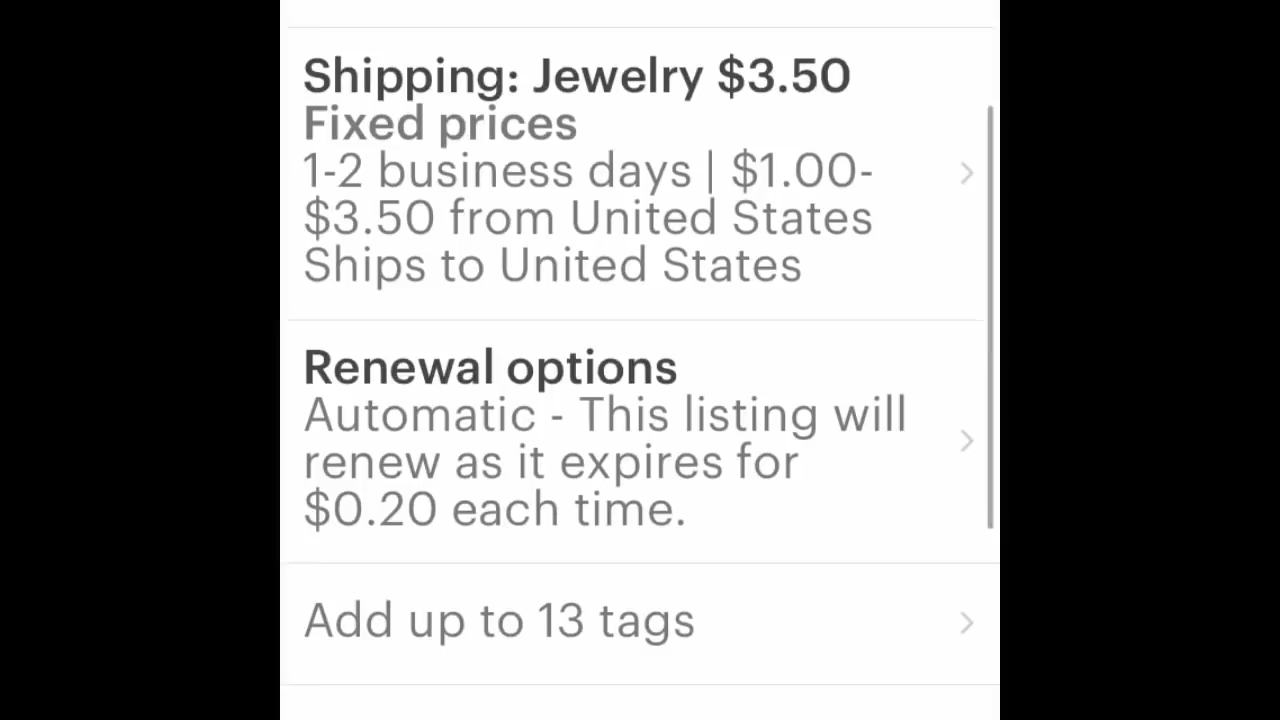 Shipping: Jewelry $3.50
Fixed prices
1-2 business days | $1.00-
$3.50 from United States
Ships to United States
Renewal options
Automatic - This listing will
renew as it expires for
$0.20 each time.
Add up to 13 tags